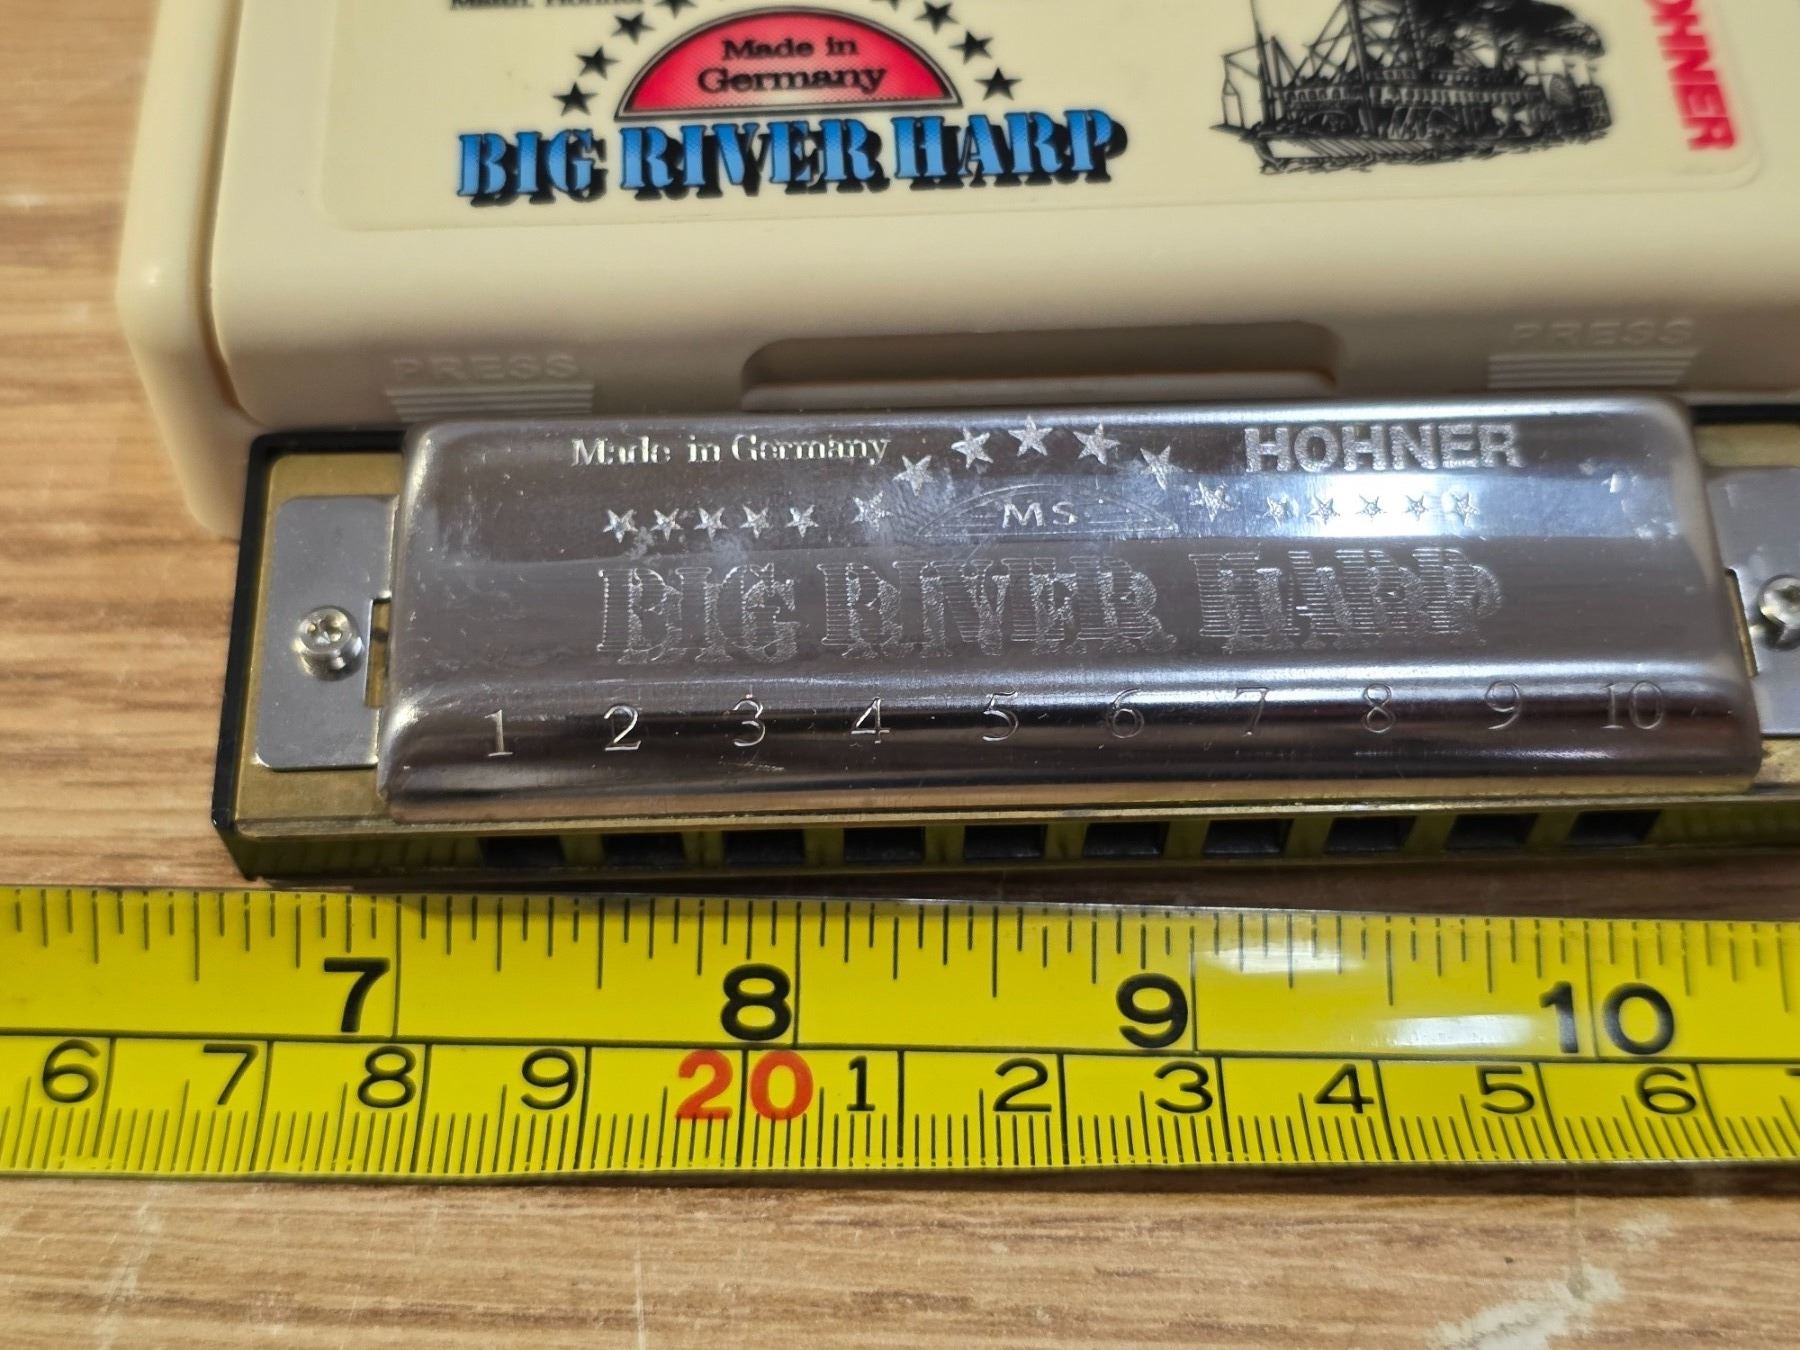 Made in
Germany
BIG RIVER HARP
HOHNER
PRESS
PRESS
Made in Germany
HOHNER
MS
BIG RIVER HARP
1 2 3 4 5 6 7 8 9 10
7 8 9 10
6 7 8 9 20 1 2 3 4 5 6